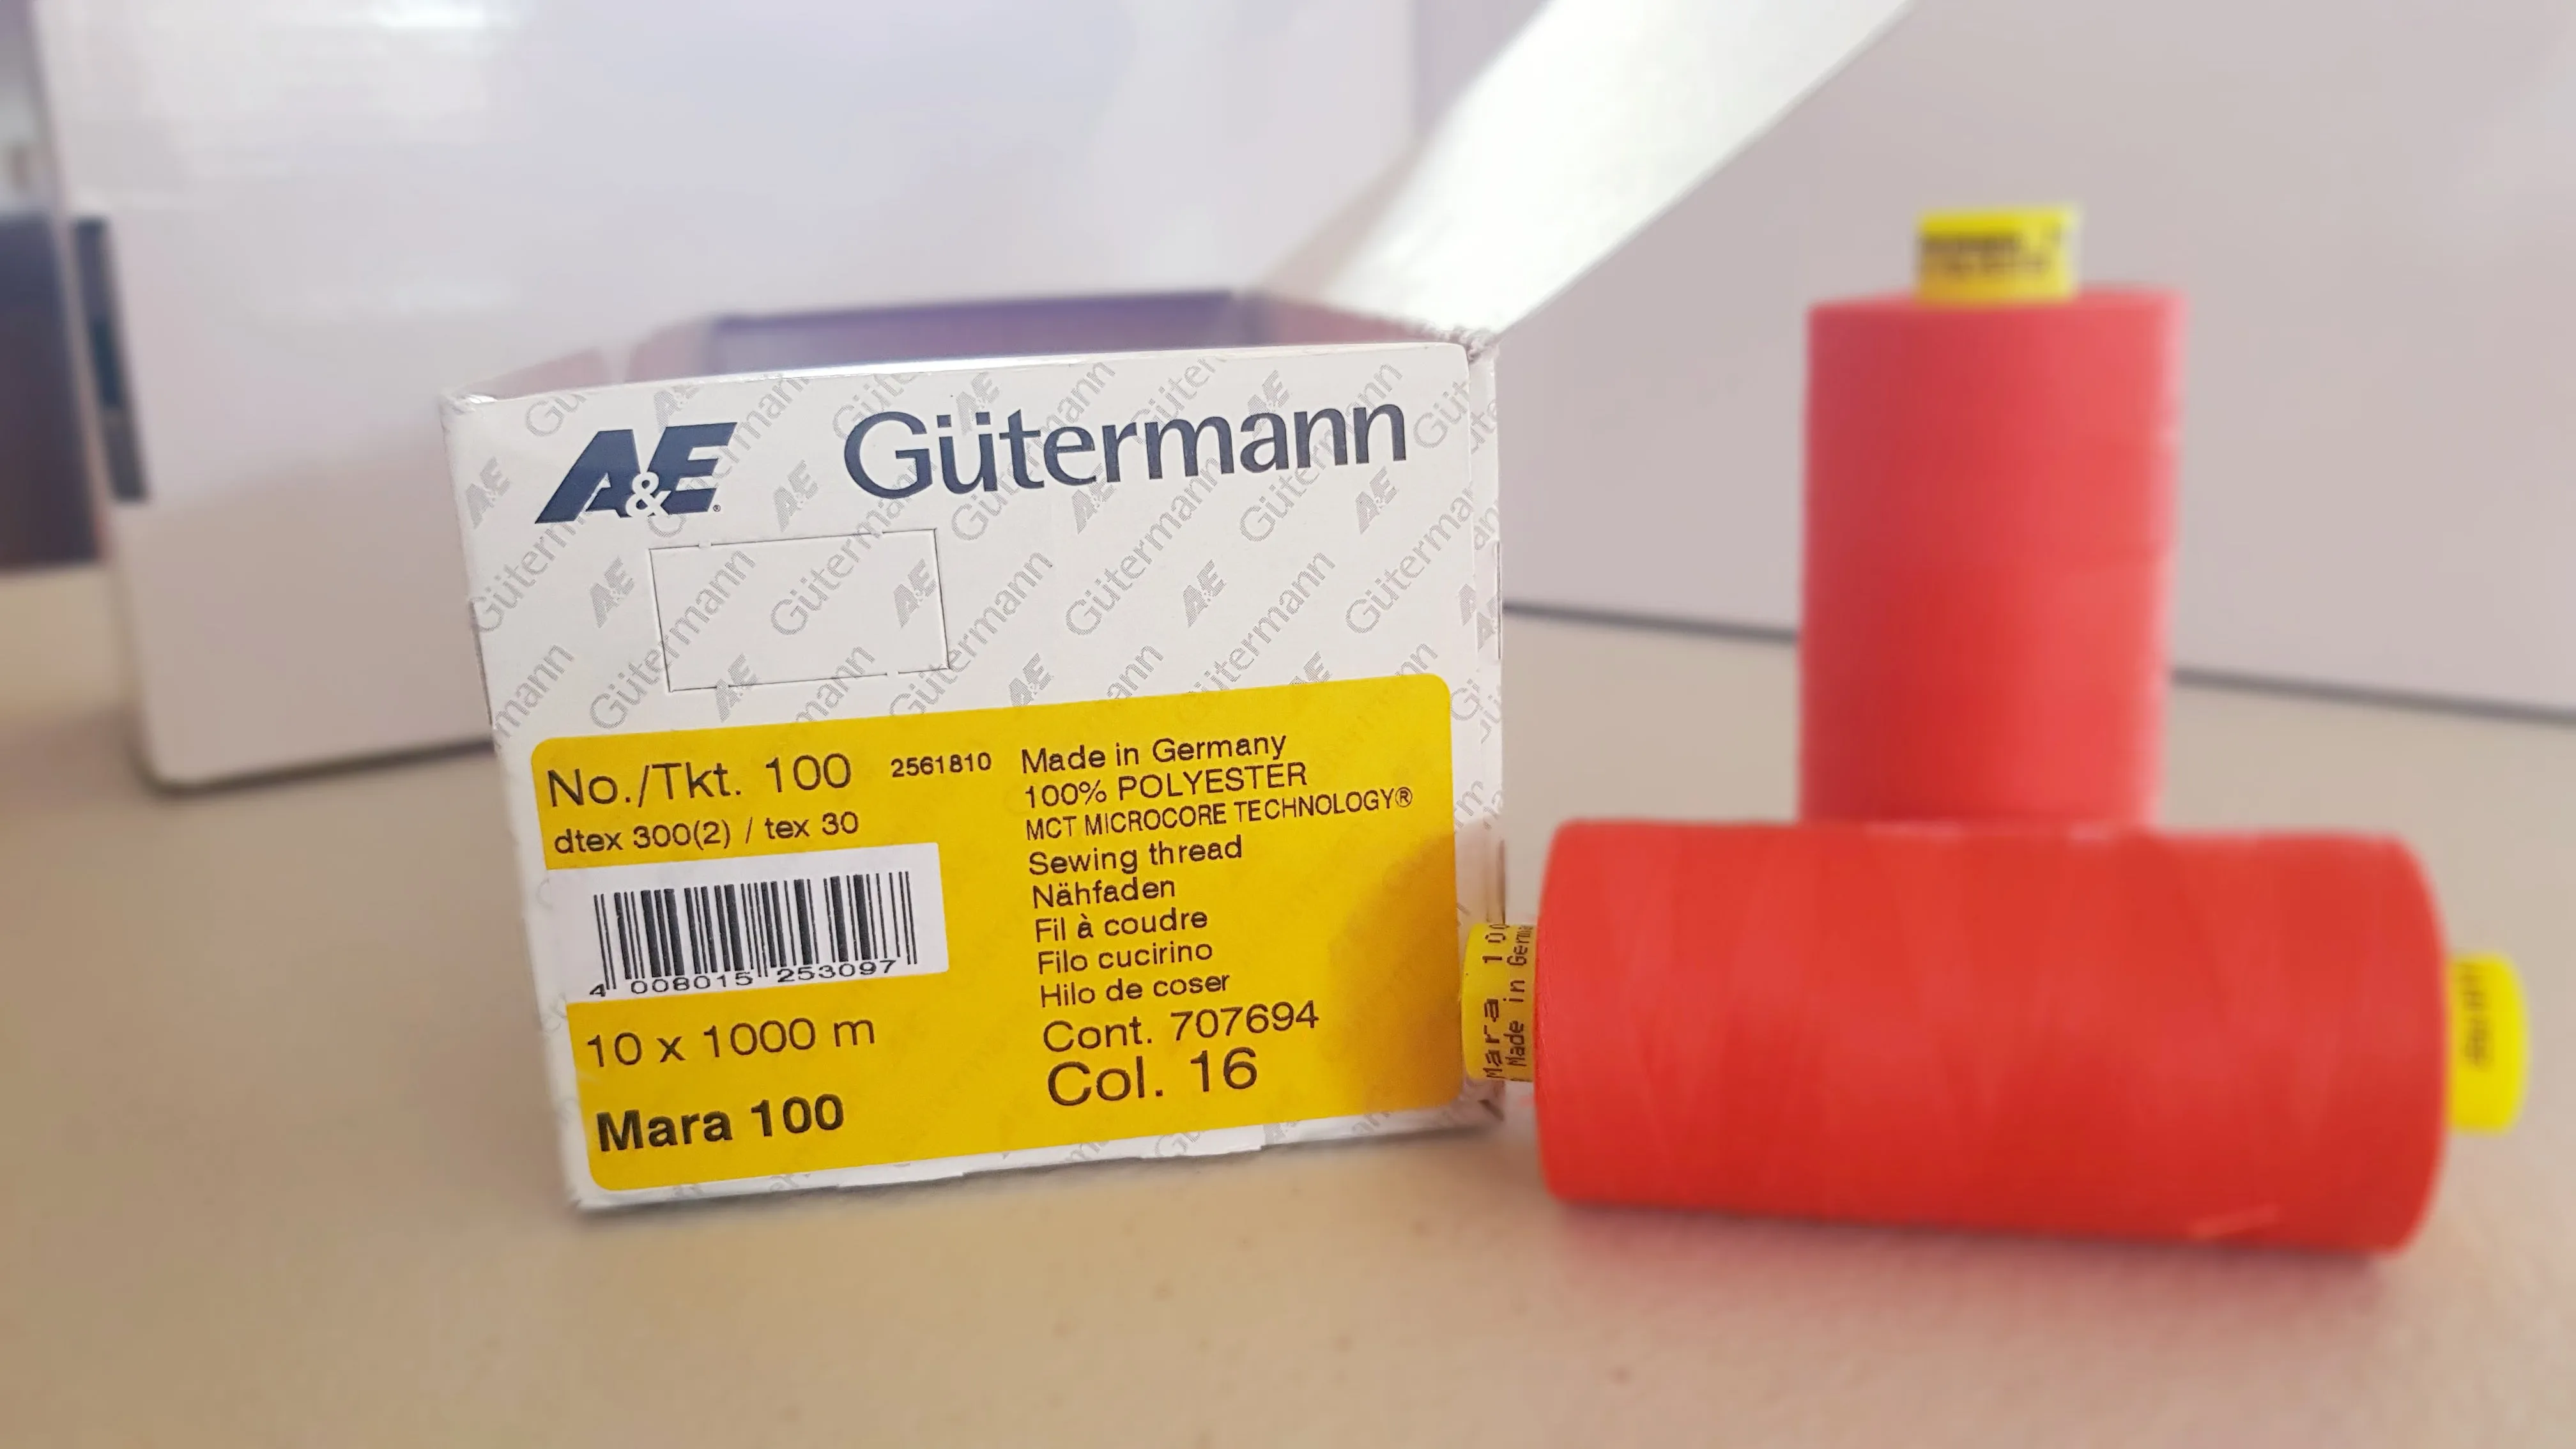 A&E Gütermann
No./Tkt. 100 2561810
dtex 300(2) / tex 30
4 008015 253097
10 x 1000 m
Mara 100
Made in Germany
100% POLYESTER
MCT MICROCORE TECHNOLOGY®
Sewing thread
Nähfaden
Fil à coudre
Filo cucirino
Hilo de coser
Cont. 707694
Col. 16
Mara
Made in